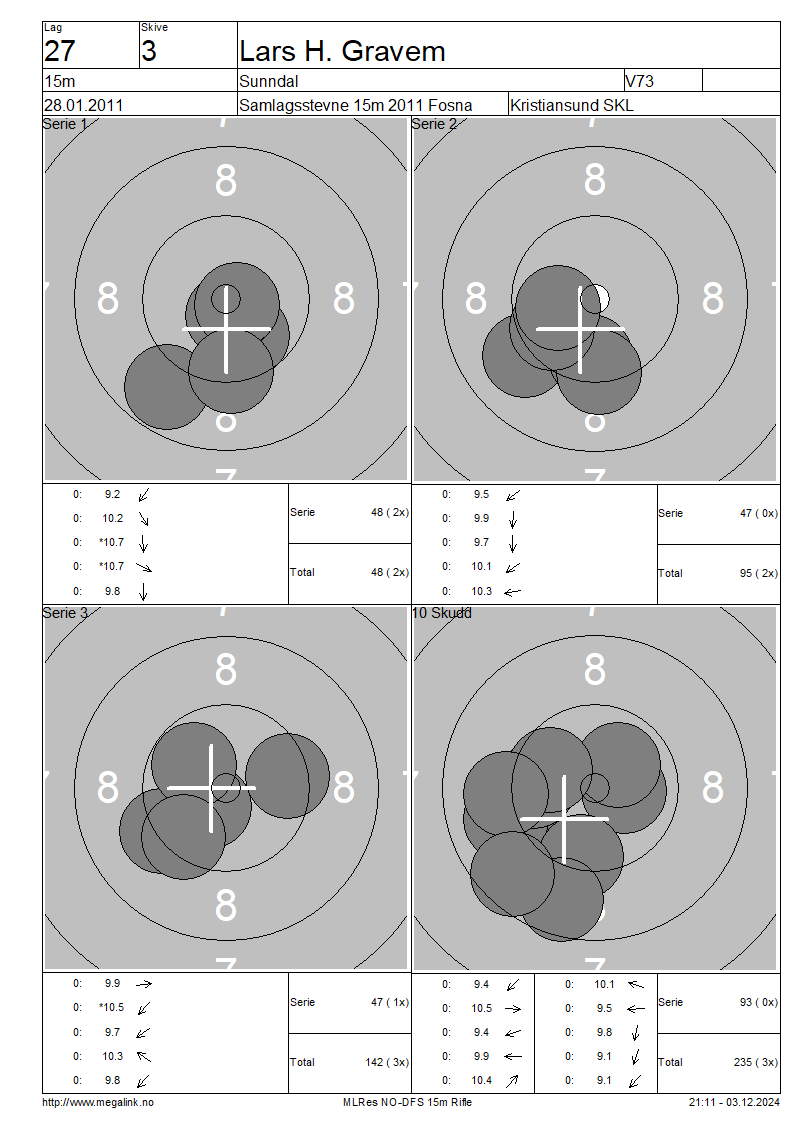 Lag
Skive
27
3
Lars H. Gravem
15m
Sunndal
V73
28.01.2011
Samlagsstevne 15m 2011 Fosna
Kristiansund SKL
Serie 1
8
8
8
8
7
0: 9.2
0: 10.2
0: *10.7
0: *10.7
0: 9.8
Serie 48 ( 2x)
Total 48 ( 2x)
Serie 2
8
8
8
8
7
0: 9.5
0: 9.9
0: 9.7
0: 10.1
0: 10.3
Serie 47 ( 0x)
Total 95 ( 2x)
Serie 3
8
8
8
8
7
0: 9.9
0: *10.5
0: 9.7
0: 10.3
0: 9.8
Serie 47 ( 1x)
Total 142 ( 3x)
10 Skudd
8
8
8
7
0: 9.4
0: 10.5
0: 9.4
0: 9.9
0: 10.4
0: 10.1
0: 9.5
0: 9.8
0: 9.1
0: 9.1
Serie 93 ( 0x)
Total 235 ( 3x)
http://www.megalink.no
MLRes NO-DFS 15m Rifle
21:11 - 03.12.2024